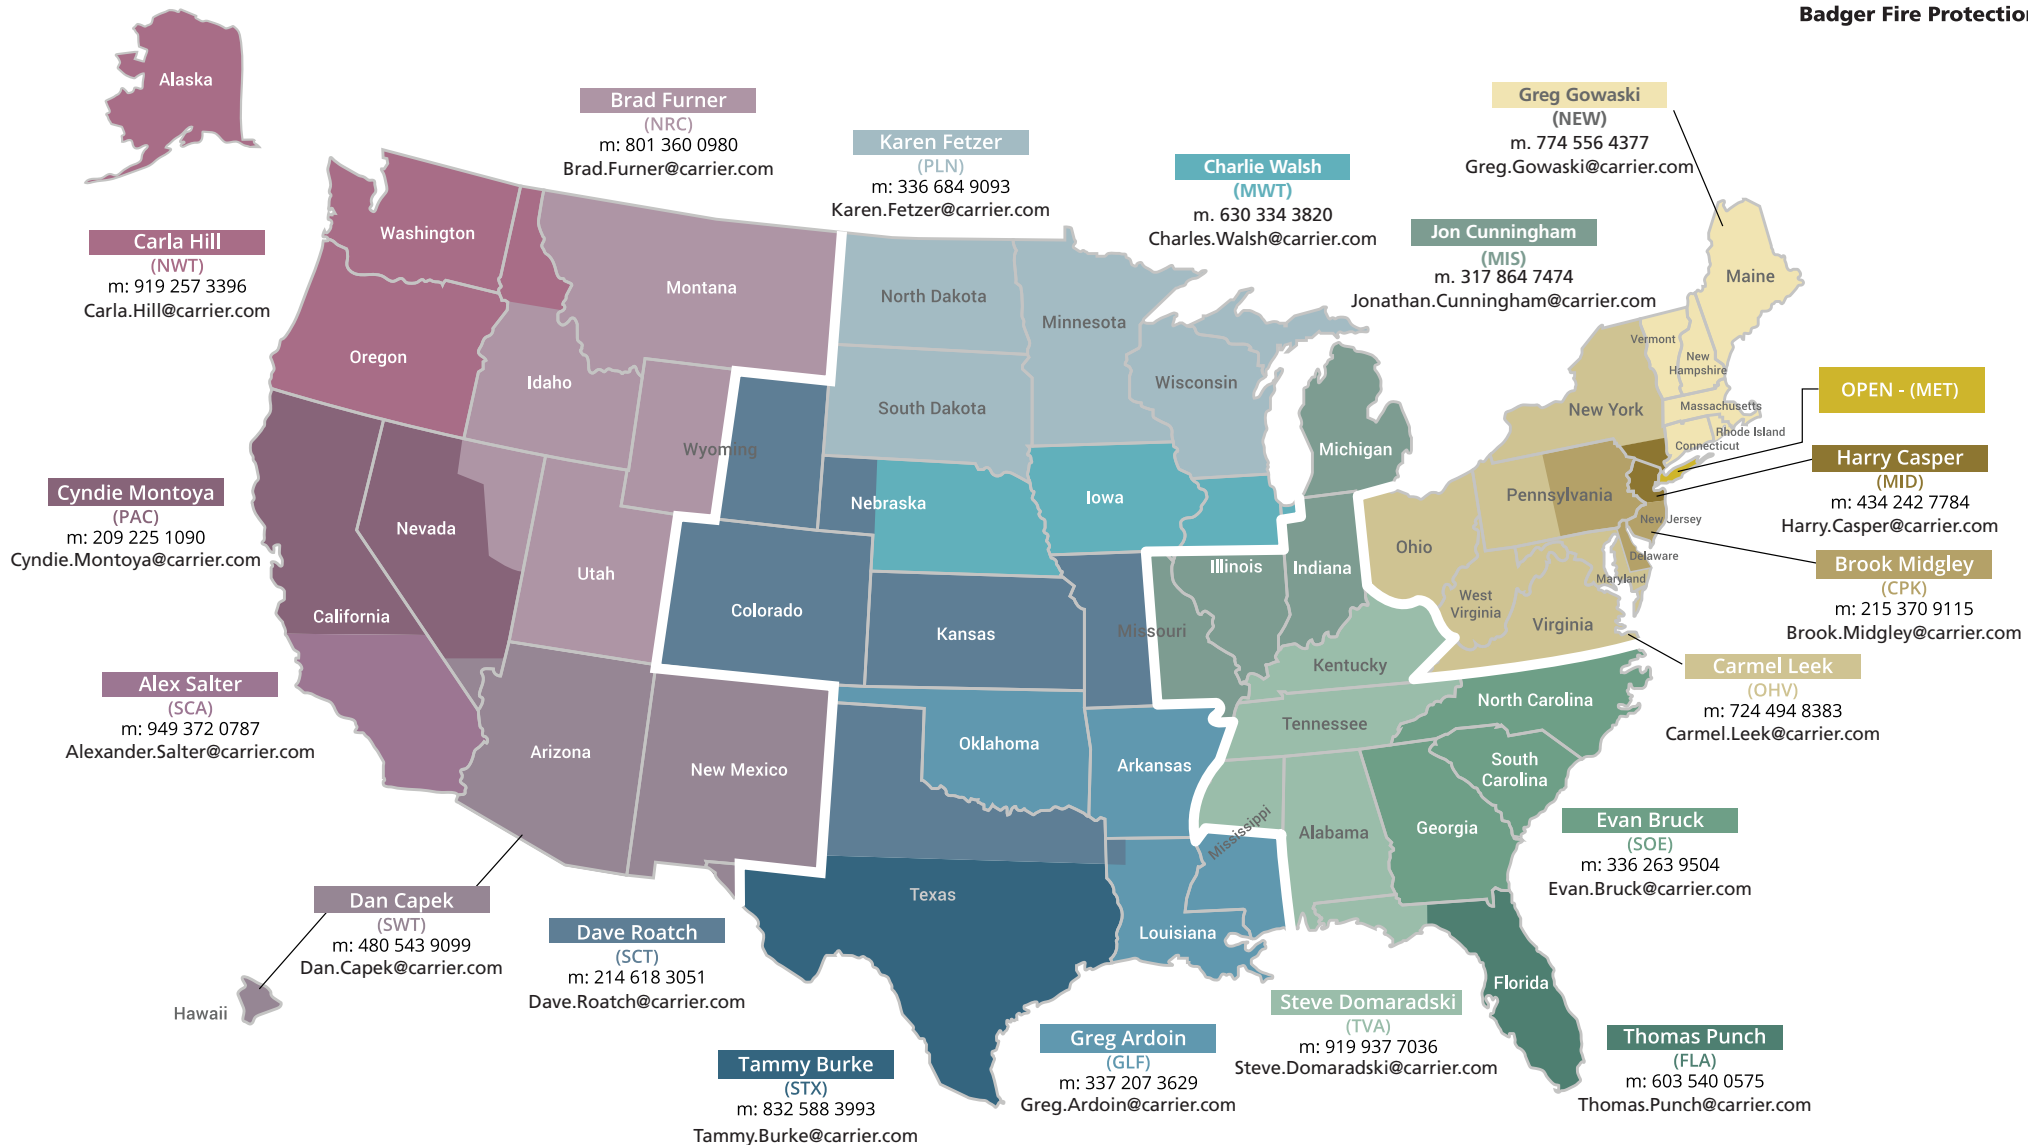 Badger Fire Protection
Alaska
Brad Furner
(NRC)
m: 801 360 0980
Brad.Furner@carrier.com
Karen Fetzer
(PLN)
m: 336 684 9093
Karen.Fetzer@carrier.com
Charlie Walsh
(MWT)
m. 630 334 3820
Charles.Walsh@carrier.com
Greg Gowaski
(NEW)
m. 774 556 4377
Greg.Gowaski@carrier.com
Jon Cunningham
(MIS)
m. 317 864 7474
Jonathan.Cunningham@carrier.com
Carla Hill
(NWT)
m: 919 257 3396
Carla.Hill@carrier.com
Washington
Oregon
Montana
Idaho
Wyoming
North Dakota
South Dakota
Minnesota
Wisconsin
Michigan
Maine
Vermont
New
Hampshire
New York
Massachusetts
Rhode Island
Connecticut
OPEN - (MET)
Harry Casper
(MID)
m: 434 242 7784
Harry.Casper@carrier.com
Brook Midgley
(CPK)
m: 215 370 9115
Brook.Midgley@carrier.com
Carmel Leek
(OHV)
m: 724 494 8383
Carmel.Leek@carrier.com
Cyndie Montoya
(PAC)
m: 209 225 1090
Cyndie.Montoya@carrier.com
Nevada
California
Utah
Colorado
Nebraska
Iowa
Kansas
Missouri
Illinois
Indiana
Ohio
Pennsylvania
New Jersey
Delaware
Maryland
West
Virginia
Virginia
Kentucky
Tennessee
North Carolina
South
Carolina
Alex Salter
(SCA)
m: 949 372 0787
Alexander.Salter@carrier.com
Arizona
New Mexico
Oklahoma
Arkansas
Texas
Louisiana
Mississippi
Alabama
Georgia
Florida
Evan Bruck
(SOE)
m: 336 263 9504
Evan.Bruck@carrier.com
Dan Capek
(SWT)
m: 480 543 9099
Dan.Capek@carrier.com
Hawaii
Dave Roatch
(SCT)
m: 214 618 3051
Dave.Roatch@carrier.com
Tammy Burke
(STX)
m: 832 588 3993
Tammy.Burke@carrier.com
Greg Ardoin
(GLF)
m: 337 207 3629
Greg.Ardoin@carrier.com
Steve Domaradski
(TVA)
m: 919 937 7036
Steve.Domaradski@carrier.com
Thomas Punch
(FLA)
m: 603 540 0575
Thomas.Punch@carrier.com